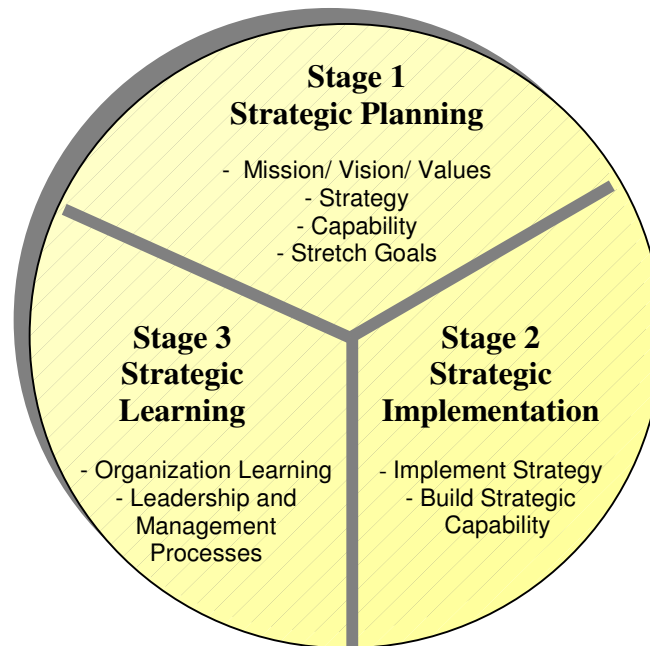 Stage 1
Strategic Planning
- Mission/ Vision/ Values
- Strategy
- Capability
- Stretch Goals
Stage 3
Strategic
Learning
- Organization Learning
- Leadership and
Management
Processes
Stage 2
Strategic
Implementation
- Implement Strategy
- Build Strategic
Capability